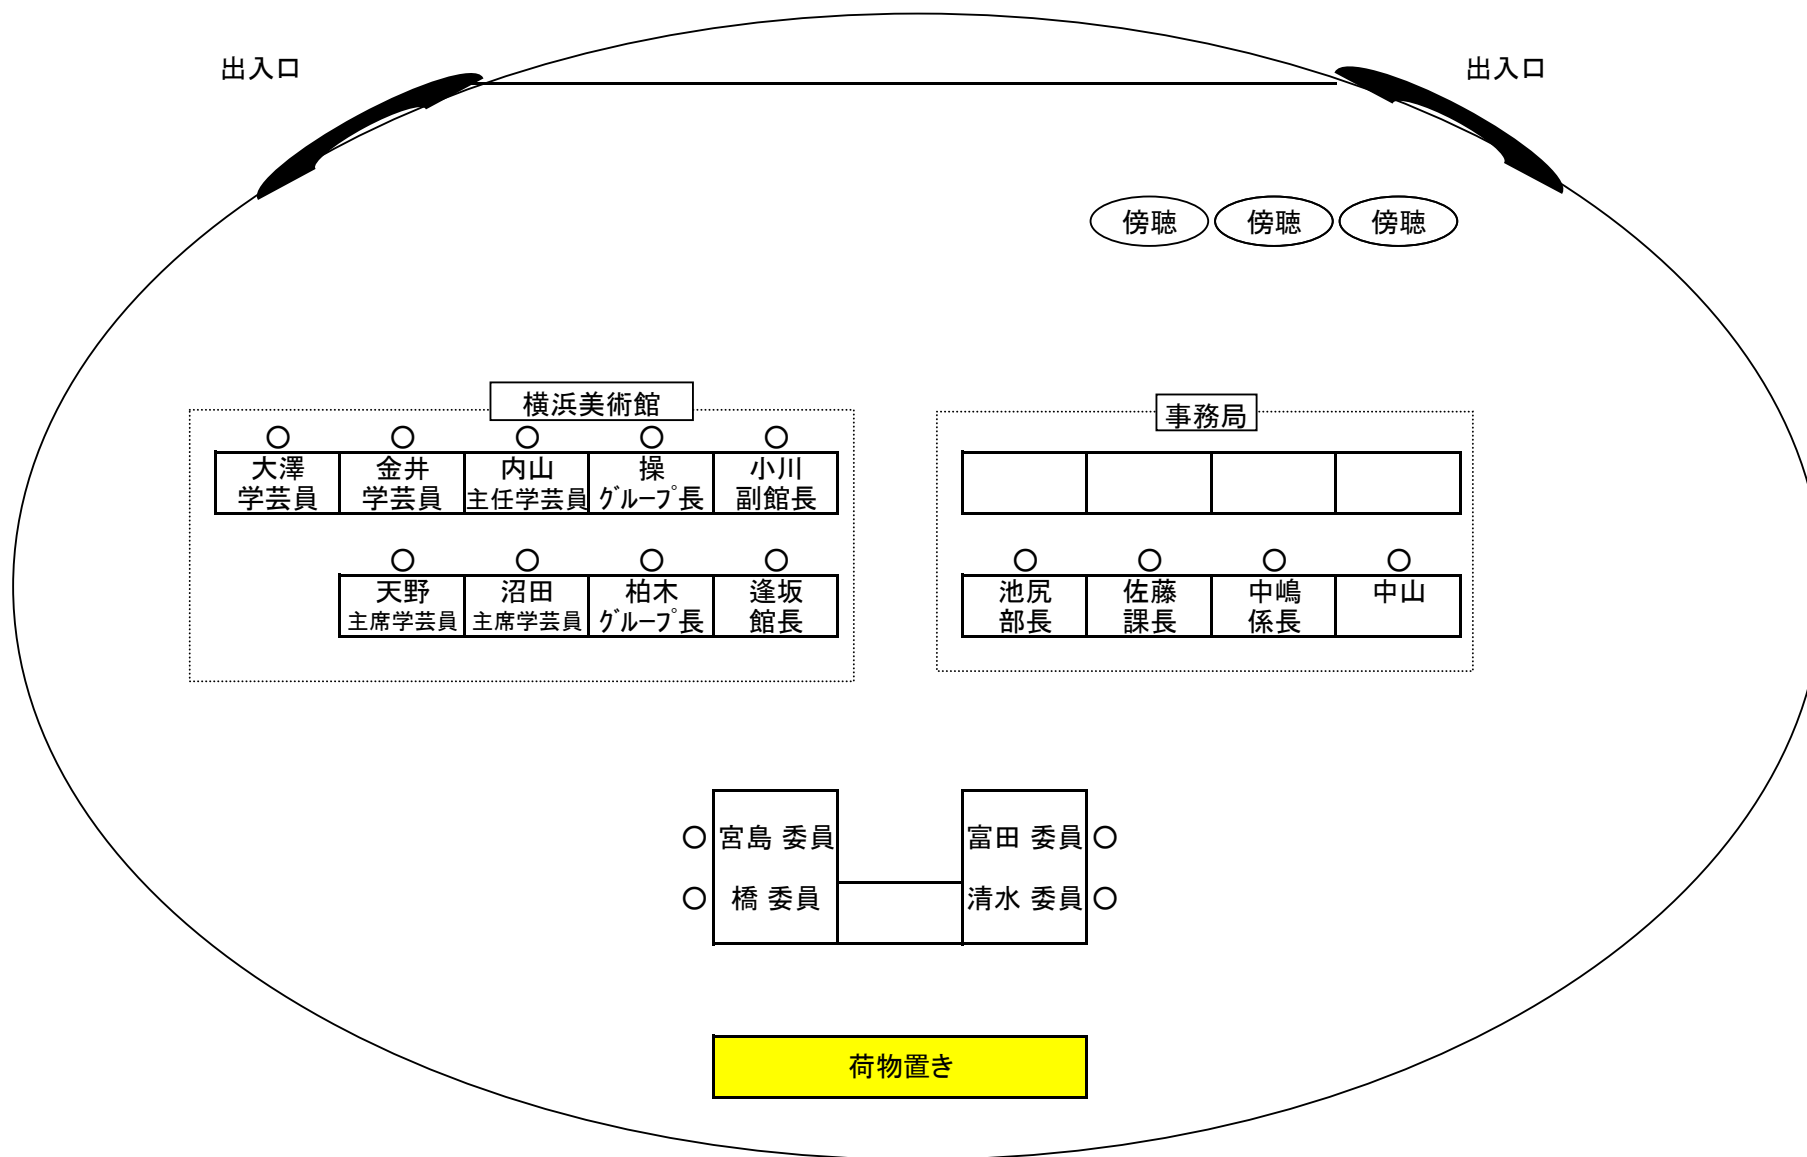 出入口
出入口
傍聴
傍聴
傍聴
横浜美術館
大澤
学芸員
金井
学芸員
内山
主任学芸員
操
ｸﾞﾙｰﾌﾟ長
小川
副館長
天野
主席学芸員
沼田
主席学芸員
柏木
ｸﾞﾙｰﾌﾟ長
逢坂
館長
事務局
池尻
部長
佐藤
課長
中嶋
係長
中山
宮島 委員
富田 委員
橋 委員
清水 委員
荷物置き